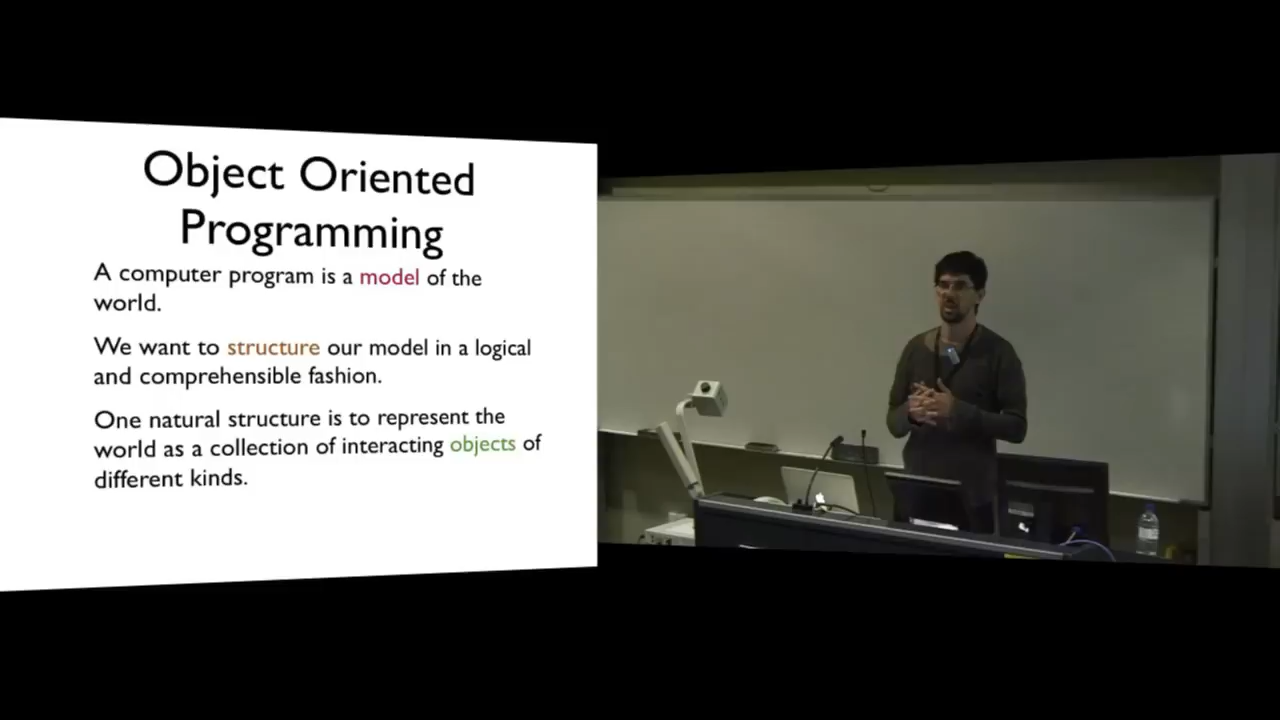 Object Oriented
Programming
A computer program is a model of the
world.
We want to structure our model in a logical
and comprehensible fashion.
One natural structure is to represent the
world as a collection of interacting objects of
different kinds.